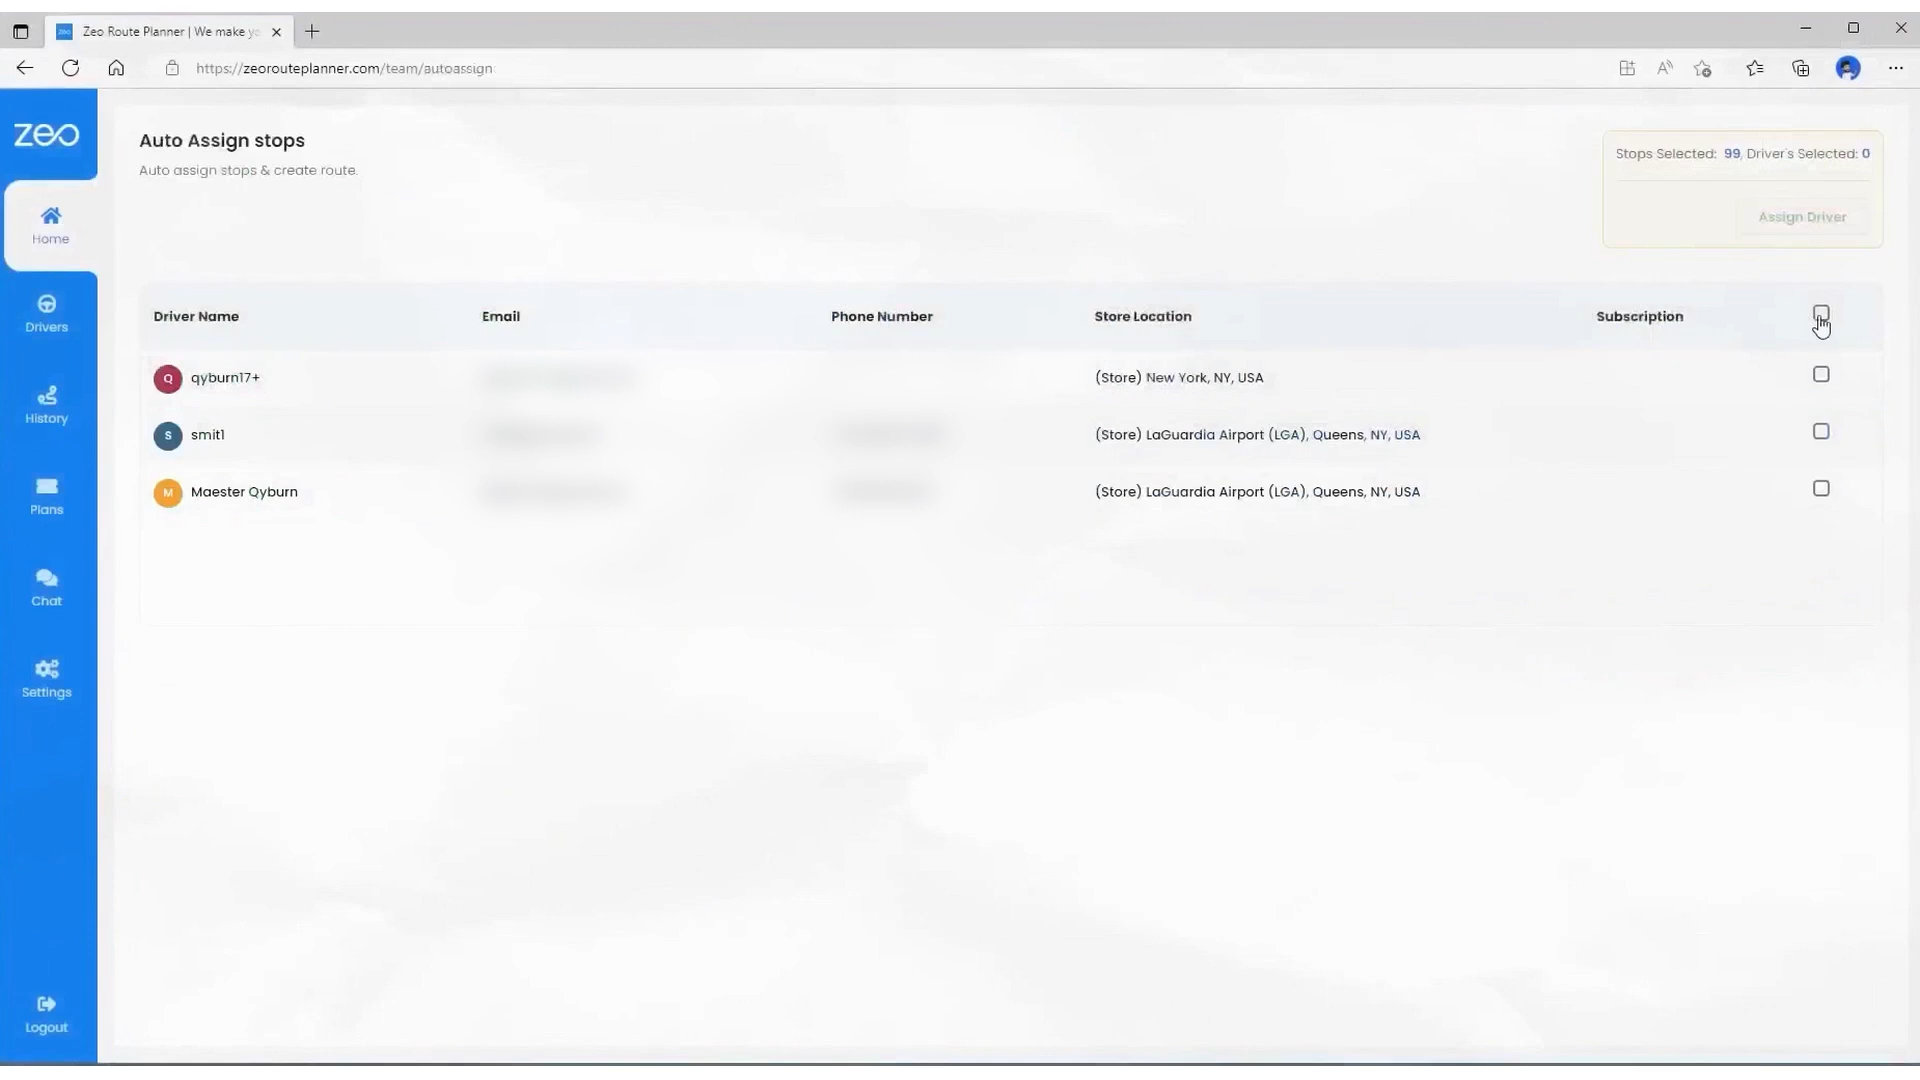 Zeo Route Planner | We make yo
https://zeorouteplanner.com/team/autoassign
zeo
Home
Drivers
History
Plans
Chat
Settings
Logout
Auto Assign stops
Auto assign stops & create route.
Stops Selected: 99, Driver's Selected: 0
Assign Driver
Driver Name Email Phone Number Store Location Subscription
Q qyburn17+ (Store) New York, NY, USA
S smit1 (Store) LaGuardia Airport (LGA), Queens, NY, USA
M Maester Qyburn (Store) LaGuardia Airport (LGA), Queens, NY, USA